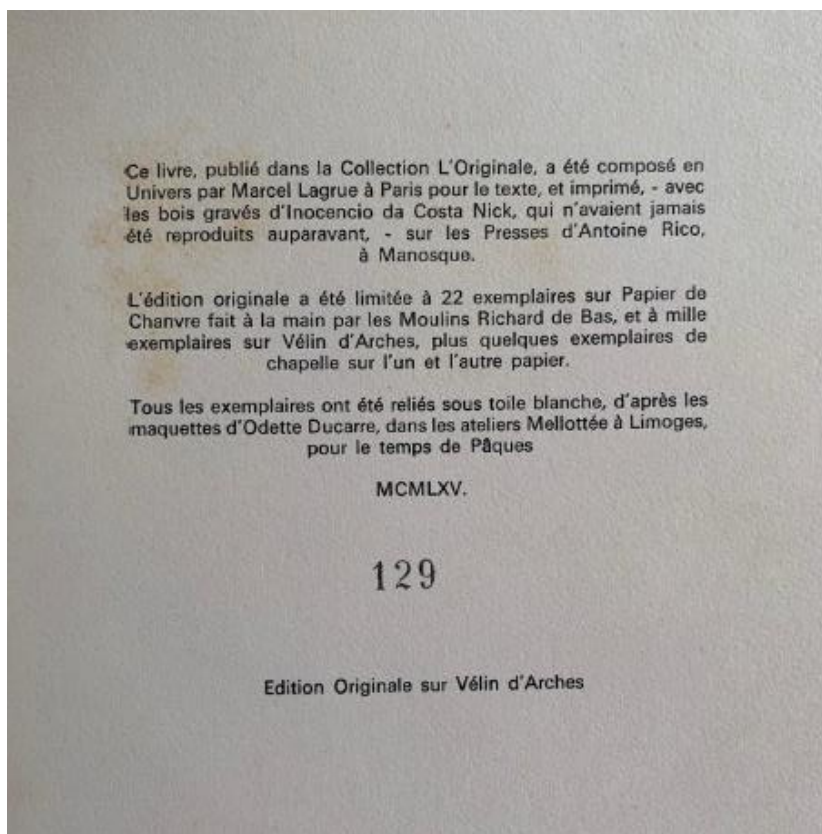 Ce livre, publié dans la Collection L'Originale, a été composé en
Univers par Marcel Lagrue à Paris pour le texte, et imprimé, - avec
les bois gravés d'Inocencio da Costa Nick, qui n'avaient jamais
été reproduits auparavant, - sur les Presses d'Antoine Rico,
à Manosque.
L'édition originale a été limitée à 22 exemplaires sur Papier de
Chanvre fait à la main par les Moulins Richard de Bas, et à mille
exemplaires sur Vélin d'Arches, plus quelques exemplaires de
chapelle sur l'un et l'autre papier.
Tous les exemplaires ont été reliés sous toile blanche, d'après les
maquettes d'Odette Ducarre, dans les ateliers Mellottée à Limoges,
pour le temps de Pâques
MCMLXV.
129
Edition Originale sur Vélin d'Arches